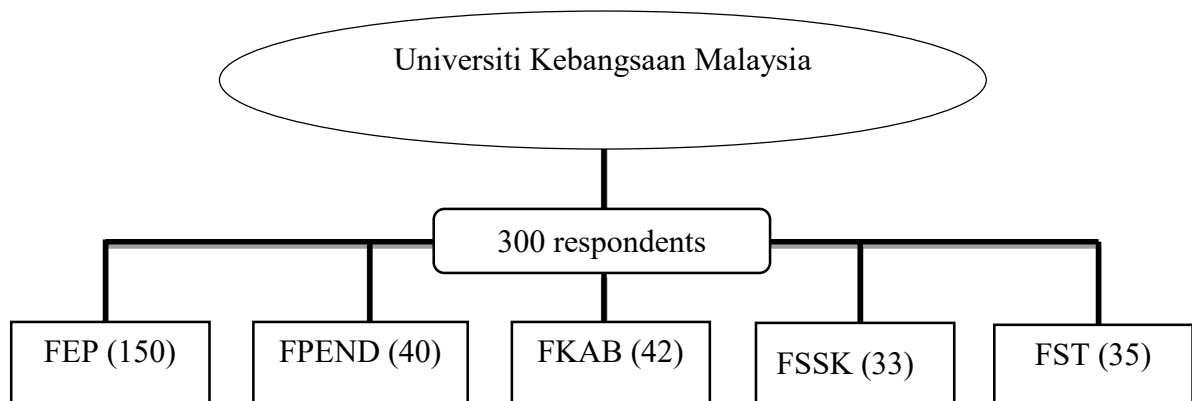 Universiti Kebangsaan Malaysia
300 respondents
FEP (150)
FPEND (40)
FKAB (42)
FSSK (33)
FST (35)